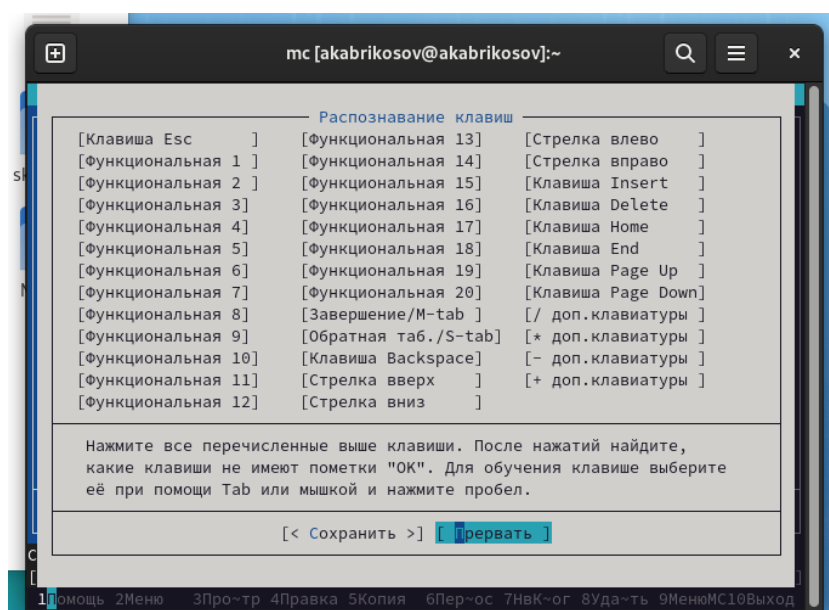 mc [akabrikosov@akabrikosov]:~
Распознавание клавиш
[Клавиша Esc ] [Функциональная 13] [Стрелка влево ]
[Функциональная 1 ] [Функциональная 14] [Стрелка вправо ]
[Функциональная 2 ] [Функциональная 15] [Клавиша Insert ]
[Функциональная 3] [Функциональная 16] [Клавиша Delete ]
[Функциональная 4] [Функциональная 17] [Клавиша Home ]
[Функциональная 5] [Функциональная 18] [Клавиша End ]
[Функциональная 6] [Функциональная 19] [Клавиша Page Up ]
[Функциональная 7] [Функциональная 20] [Клавиша Page Down]
[Функциональная 8] [Завершение/M-tab ] [/ доп.клавиатуры ]
[Функциональная 9] [Обратная таб./S-tab] [* доп.клавиатуры ]
[Функциональная 10] [Клавиша Backspace] [- доп.клавиатуры ]
[Функциональная 11] [Стрелка вверх ] [+ доп.клавиатуры ]
[Функциональная 12] [Стрелка вниз ]
Нажмите все перечисленные выше клавиши. После нажатий найдите,
какие клавиши не имеют пометки "OK". Для обучения клавише выберите
её при помощи Tab или мышкой и нажмите пробел.
[< Сохранить >] [ Прервать ]
1Помощь 2Меню 3Про~тр 4Правка 5Копия 6Пер~ос 7НвК~ог 8Уда~ть 9МенюMC10Выход